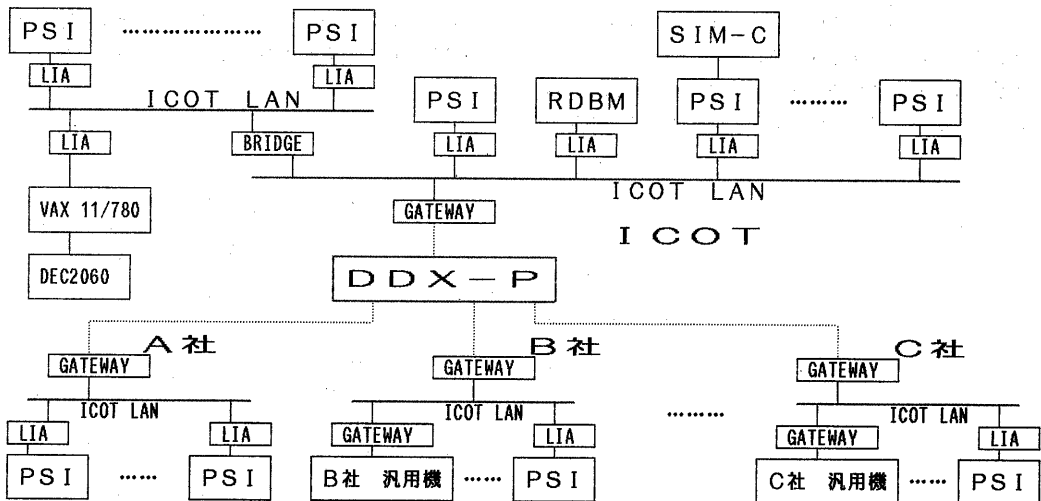 PSI ………………… PSI SIM-C
LIA LIA
ICOT LAN PSI RDBM PSI ……… PSI
LIA BRIDGE LIA LIA LIA LIA
ICOT LAN
VAX 11/780 GATEWAY
ICOT
DEC2060 DDX-P
A社 B社 C社
GATEWAY GATEWAY GATEWAY
ICOT LAN ICOT LAN ……… ICOT LAN
LIA LIA GATEWAY LIA GATEWAY LIA
PSI …… PSI B社 汎用機 …… PSI C社 汎用機 …… PSI